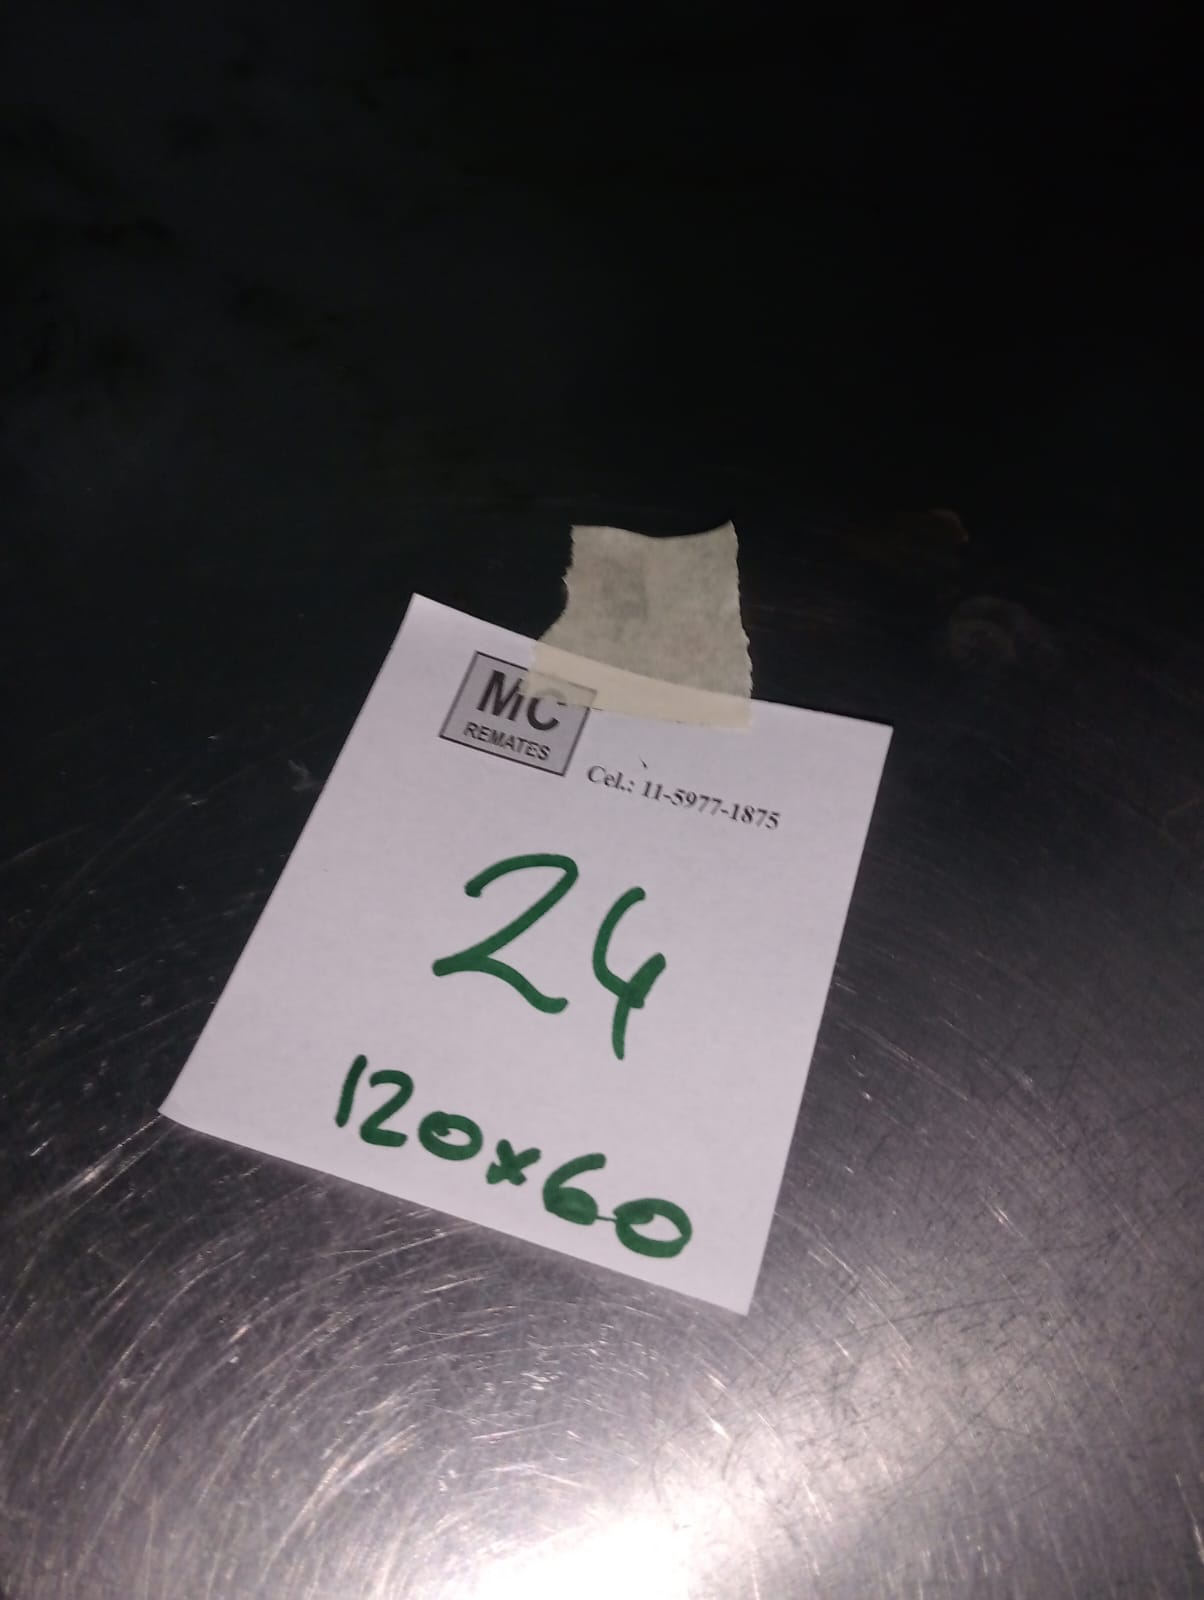 MC
REMATES
Cel.: 11-5977-1875
24
120x60